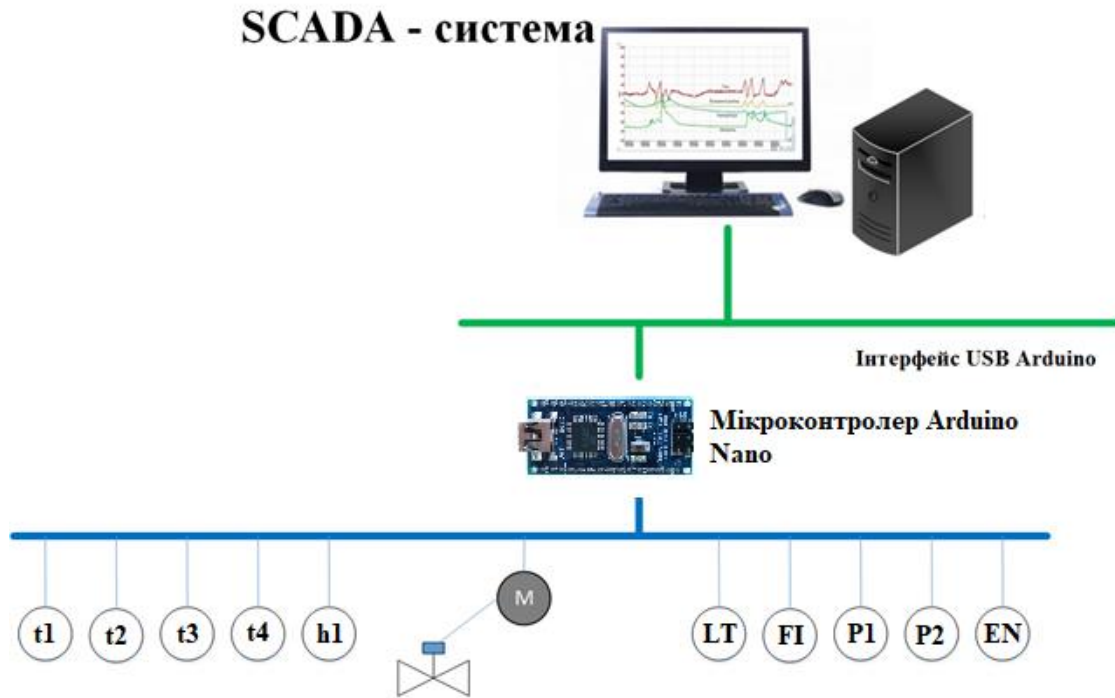 SCADA - система
Інтерфейс USB Arduino
Мікроконтролер Arduino
Nano
t1
t2
t3
t4
h1
M
LT
FI
P1
P2
EN